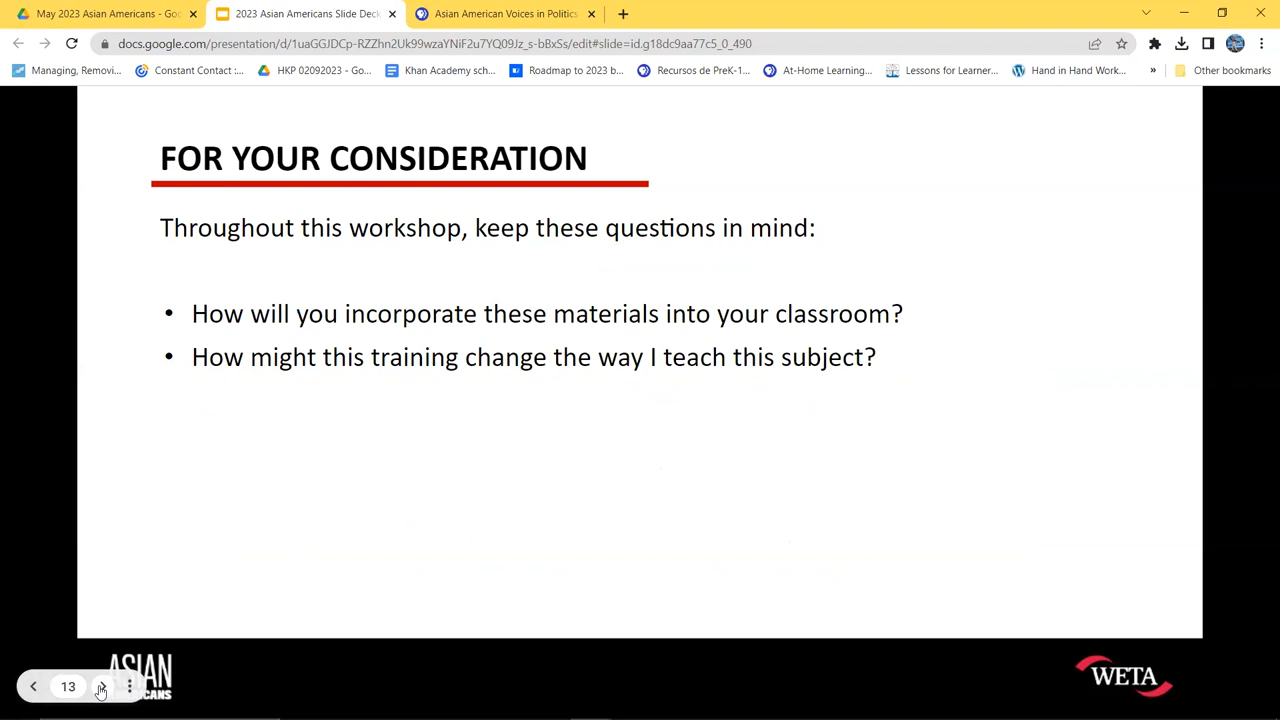 May 2023 Asian Americans - Goo
2023 Asian Americans Slide Deck
Asian American Voices in Politics
docs.google.com/presentation/d/1uaGGJDCp-RZZhn2Uk99wzaYNiF2u7YQ0Hz_s-bBxSs/edit#slide=id.g18dc9aa77c5_0_490
Managing, Removi...
Constant Contact :...
HKP 02092023 - Go...
Khan Academy sch...
Roadmap to 2023 b...
Recursos de PreK-1...
At-Home Learning...
Lessons for Learner...
Hand in Hand Work...
»
Other bookmarks
FOR YOUR CONSIDERATION
Throughout this workshop, keep these questions in mind:
• How will you incorporate these materials into your classroom?
• How might this training change the way I teach this subject?
ASIAN
13
WETA